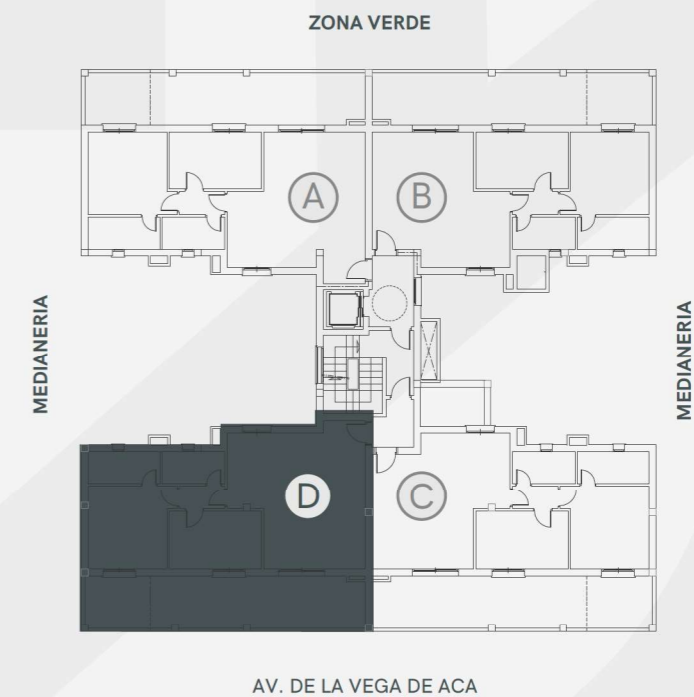 ZONA VERDE
A
B
MEDIANERIA
MEDIANERIA
D
C
AV. DE LA VEGA DE ACA